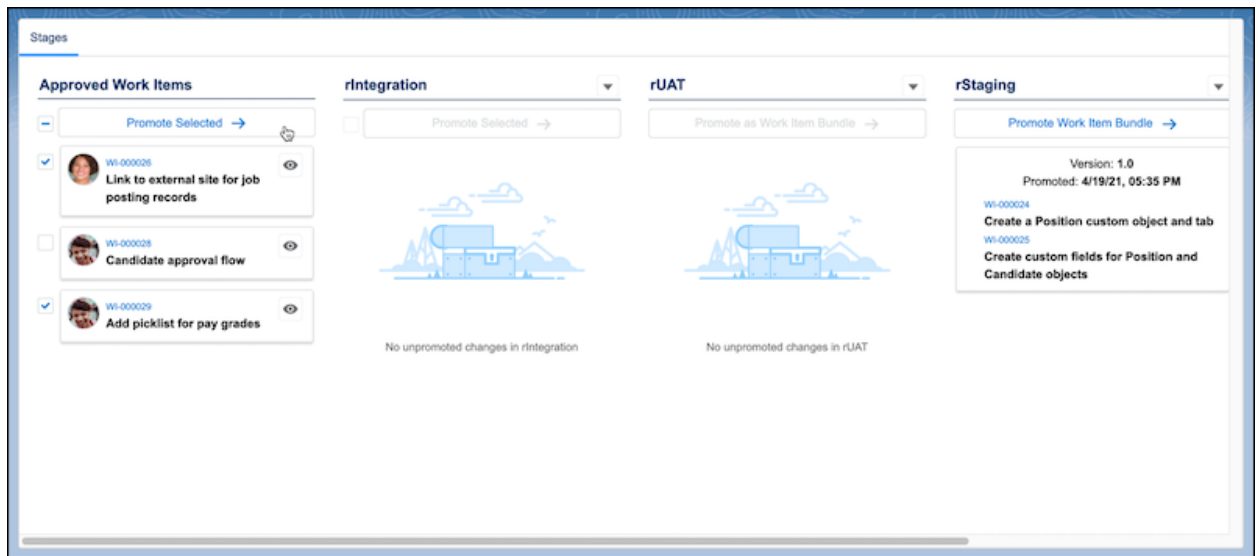 Stages
Approved Work Items
Promote Selected →
WI-000026
Link to external site for job
posting records
WI-000028
Candidate approval flow
WI-000029
Add picklist for pay grades
rIntegration
Promote Selected →
No unpromoted changes in rIntegration
rUAT
Promote as Work Item Bundle →
No unpromoted changes in rUAT
rStaging
Promote Work Item Bundle →
Version: 1.0
Promoted: 4/19/21, 05:35 PM
WI-000024
Create a Position custom object and tab
WI-000025
Create custom fields for Position and
Candidate objects